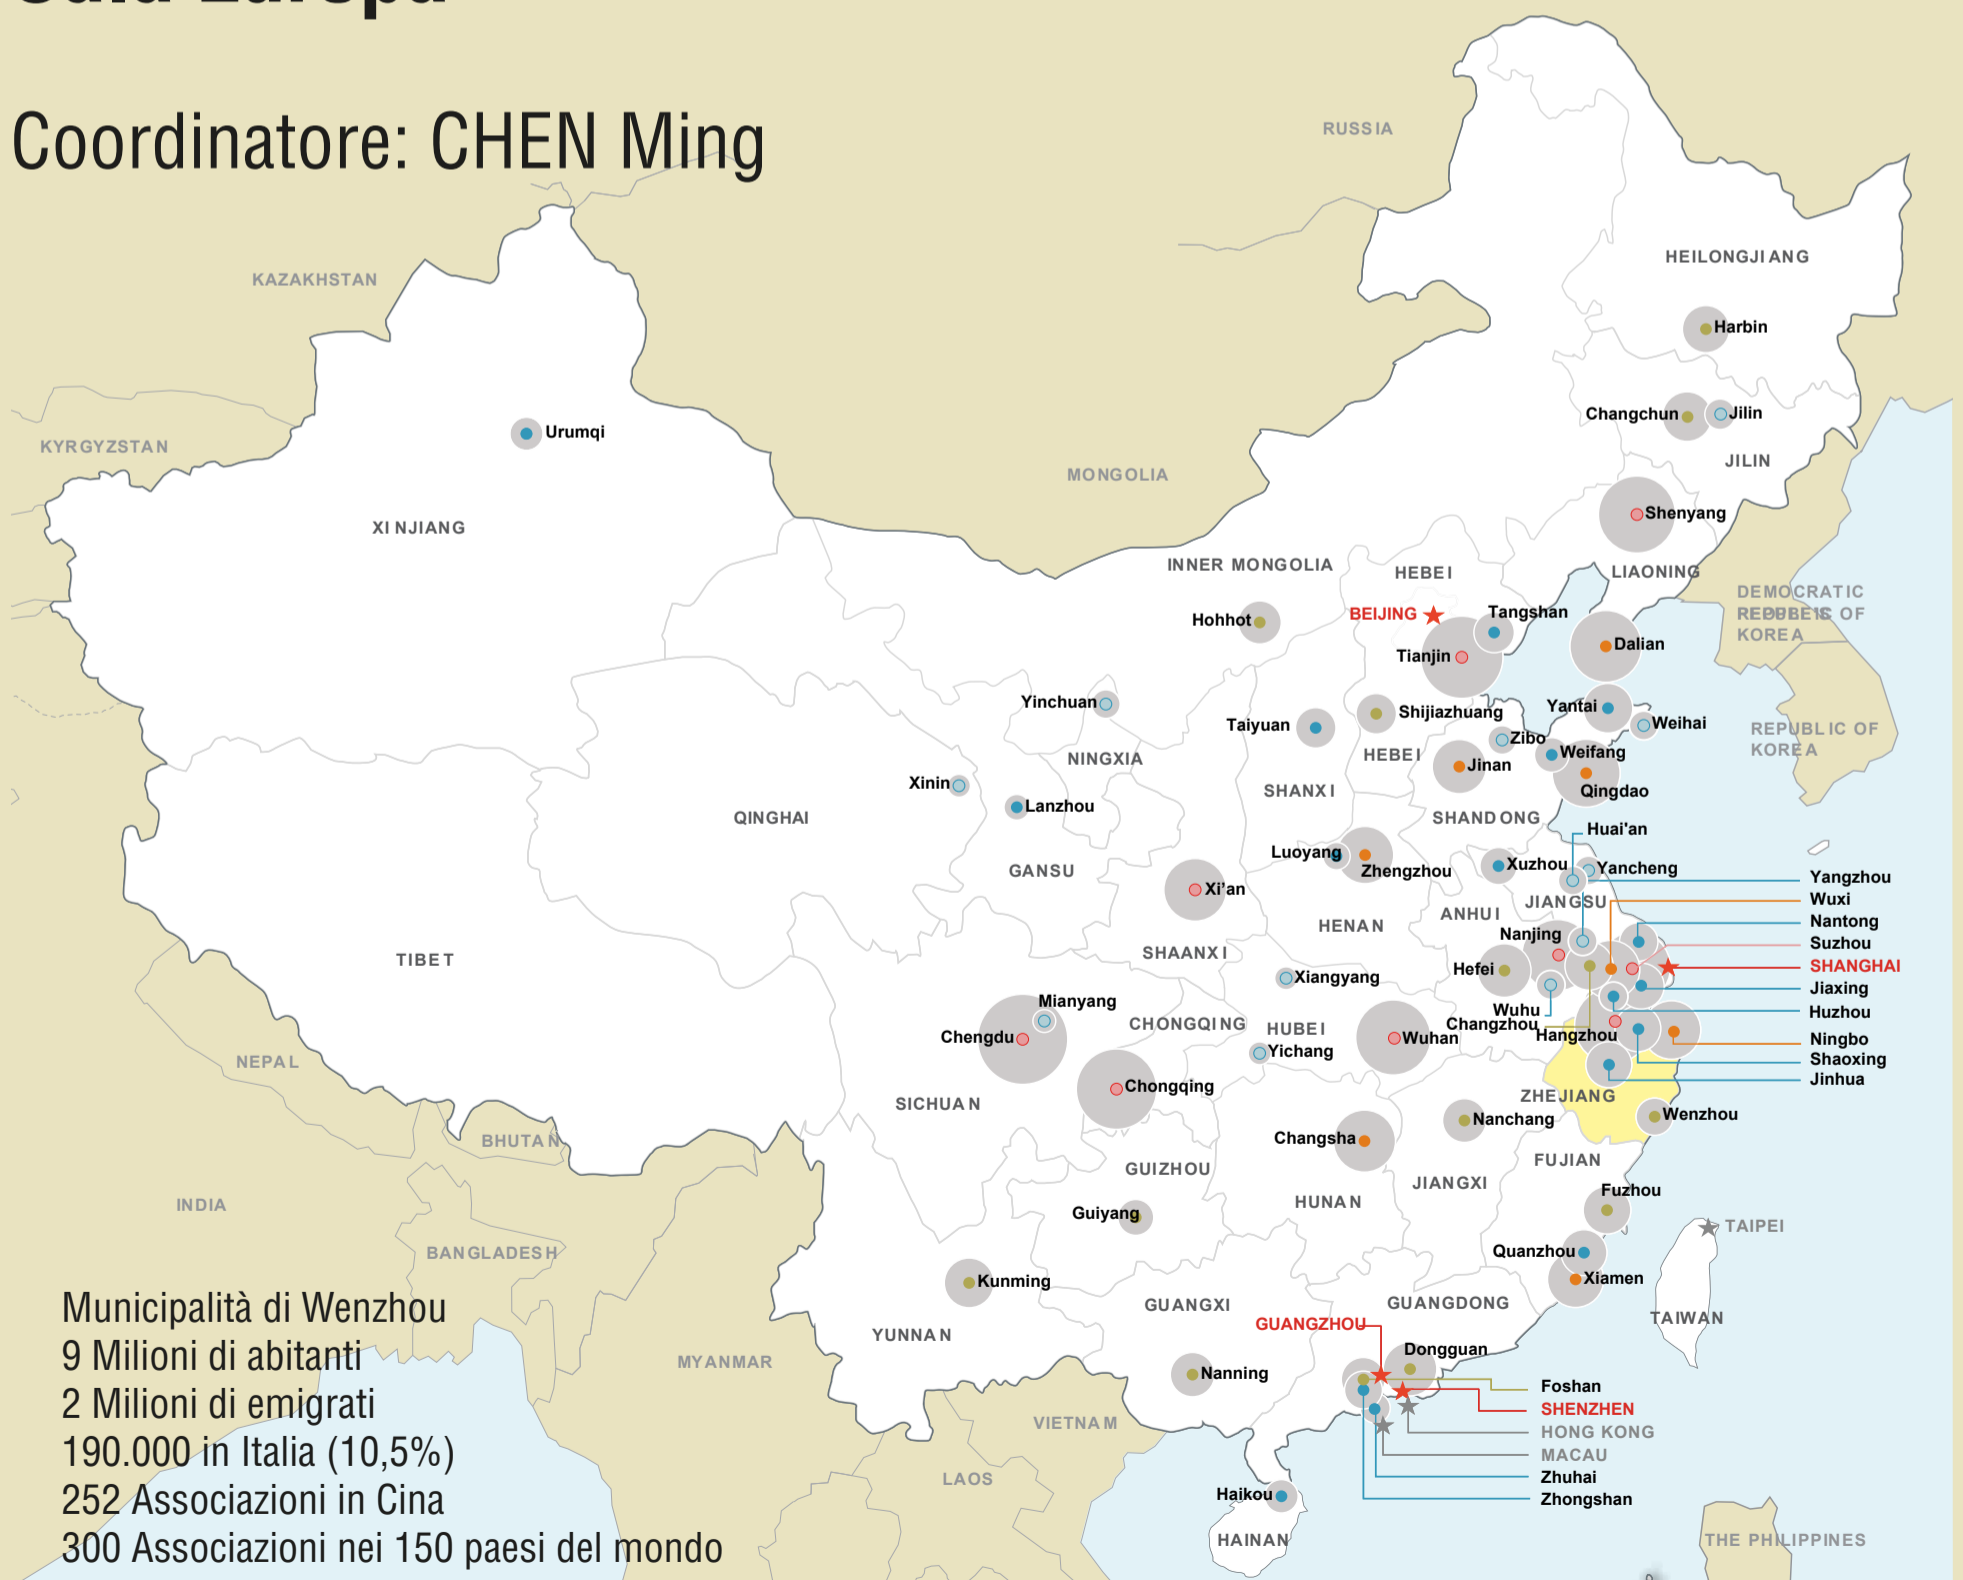 Coordinatore: CHEN Ming
RUSSIA
HEILONGJIANG
KAZAKHSTAN
Harbin
Changchun
Jilin
Urumqi
KYRGYZSTAN
JILIN
MONGOLIA
Shenyang
XINJIANG
INNER MONGOLIA
HEBEI
LIAONING
DEMOCRATIC
REPUBLIC OF
KOREA
BEIJING
Tangshan
Hohhot
Dalian
Tianjin
Yinchuan
Yantai
Shijiazhuang
Weihai
Taiyuan
REPUBLIC OF
KOREA
Zibo
Weifang
NINGXIA
HEBEI
Jinan
Xinin
Qingdao
SHANXI
Lanzhou
QINGHAI
SHANDONG
Huai'an
Luoyang
Zhengzhou
Xuzhou
Yancheng
GANSU
Yangzhou
Xi'an
Wuxi
JIANGSU
ANHUI
Nantong
HENAN
Nanjing
Suzhou
SHAANXI
TIBET
SHANGHAI
Hefei
Xiangyang
Jiaxing
Mianyang
Wuhu
Huzhou
CHONGQING
HUBEI
Changzhou
Chengdu
Wuhan
Hangzhou
Ningbo
Yichang
Shaoxing
NEPAL
Jinhua
Chongqing
ZHEJIANG
SICHUAN
Wenzhou
Nanchang
BHUTAN
Changsha
FUJIAN
GUIZHOU
JIANGXI
Fuzhou
INDIA
HUNAN
Guiyang
TAIPEI
BANGLADESH
Quanzhou
Kunming
Xiamen
GUANGXI
GUANGDONG
TAIWAN
GUANGZHOU
YUNNAN
Dongguan
MYANMAR
Nanning
Foshan
SHENZHEN
VIETNAM
HONG KONG
MACAU
LAOS
Zhuhai
Haikou
Zhongshan
HAINAN
THE PHILIPPINES
Municipalità di Wenzhou
9 Milioni di abitanti
2 Milioni di emigrati
190.000 in Italia (10,5%)
252 Associazioni in Cina
300 Associazioni nei 150 paesi del mondo